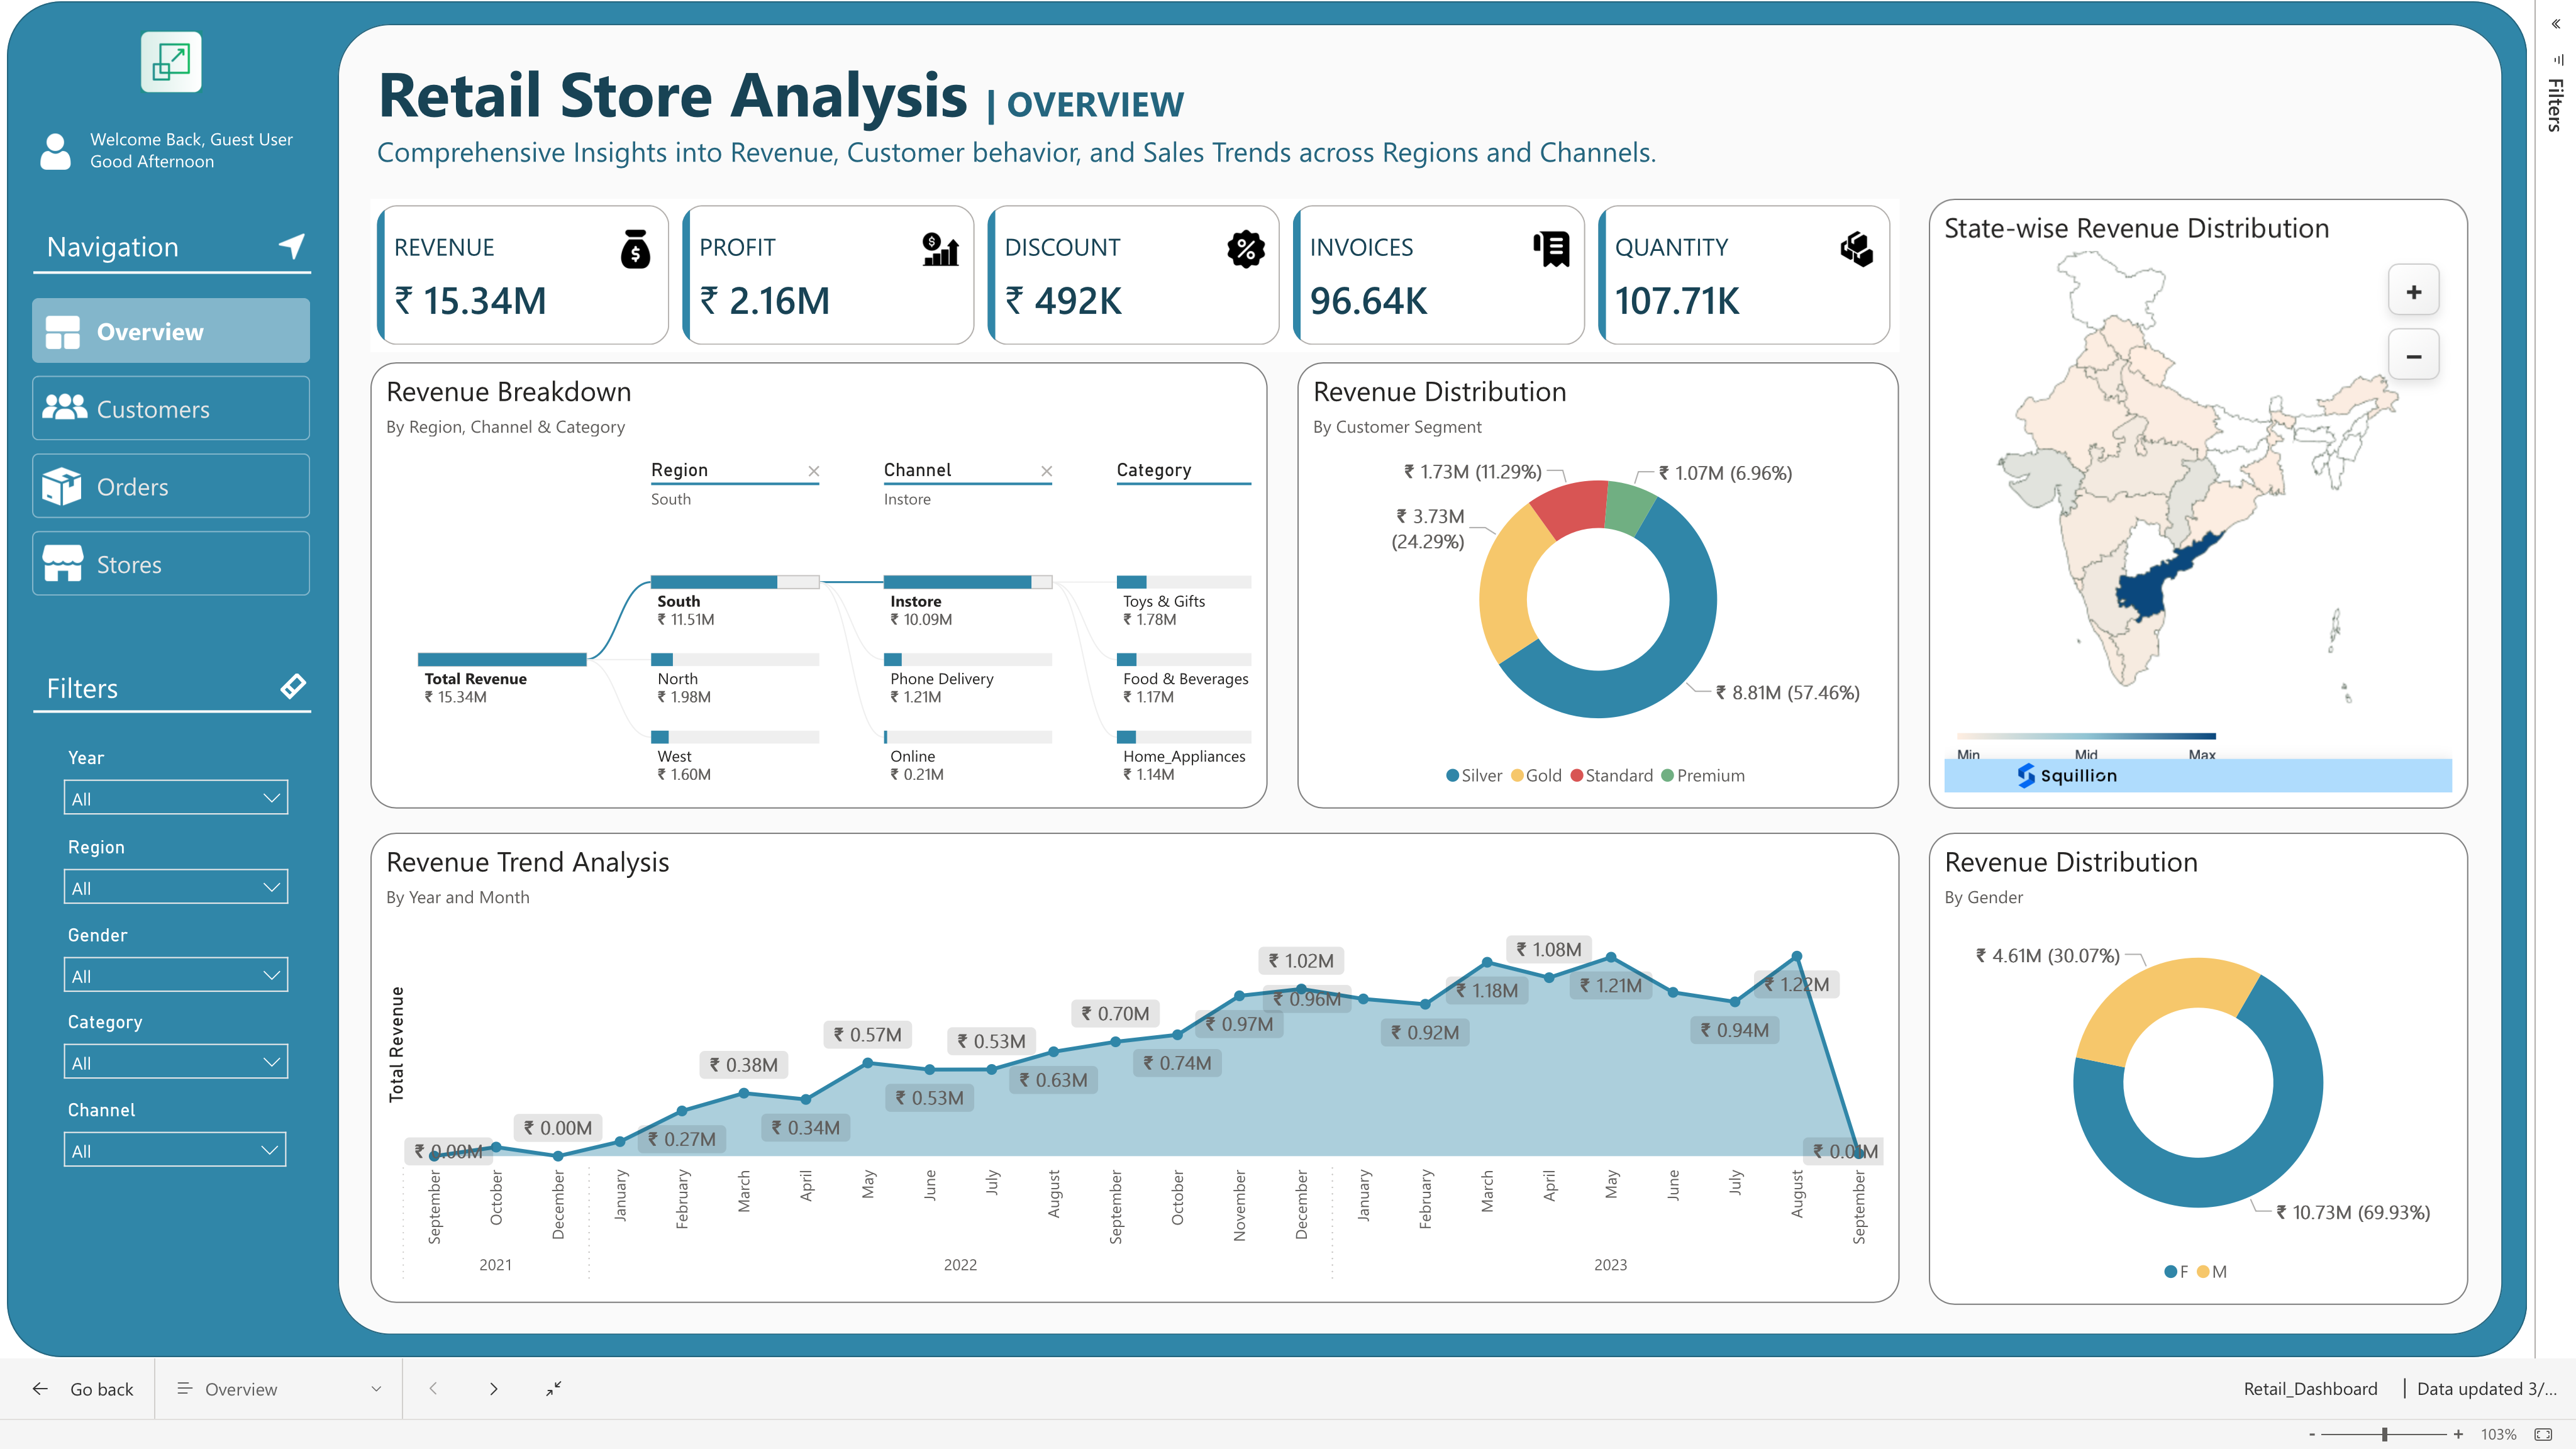 Welcome Back, Guest User
Good Afternoon
Navigation
Overview
Customers
Orders
Stores
Filters
Year
All
Region
All
Gender
All
Category
All
Channel
All
Retail Store Analysis | OVERVIEW
Comprehensive Insights into Revenue, Customer behavior, and Sales Trends across Regions and Channels.
REVENUE
₹ 15.34M
PROFIT
₹ 2.16M
DISCOUNT
₹ 492K
INVOICES
96.64K
QUANTITY
107.71K
Revenue Breakdown
By Region, Channel & Category
Region
South
Channel
Instore
Category
Total Revenue
₹ 15.34M
South
₹ 11.51M
North
₹ 1.98M
West
₹ 1.60M
Instore
₹ 10.09M
Phone Delivery
₹ 1.21M
Online
₹ 0.21M
Toys & Gifts
₹ 1.78M
Food & Beverages
₹ 1.17M
Home_Appliances
₹ 1.14M
Revenue Distribution
By Customer Segment
₹ 1.73M (11.29%)
₹ 1.07M (6.96%)
₹ 3.73M
(24.29%)
₹ 8.81M (57.46%)
Silver Gold Standard Premium
State-wise Revenue Distribution
+
−
Min Mid Max
Squillion
Revenue Trend Analysis
By Year and Month
Total Revenue
₹ 0.00M
₹ 0.00M
₹ 0.27M
₹ 0.38M
₹ 0.34M
₹ 0.57M
₹ 0.53M
₹ 0.53M
₹ 0.63M
₹ 0.70M
₹ 0.74M
₹ 0.97M
₹ 1.02M
₹ 0.96M
₹ 0.92M
₹ 1.18M
₹ 1.08M
₹ 1.21M
₹ 0.94M
₹ 1.22M
September
October
December
January
February
March
April
May
June
July
August
September
October
November
December
January
February
March
April
May
June
July
August
September
2021
2022
2023
Revenue Distribution
By Gender
₹ 4.61M (30.07%)
₹ 10.73M (69.93%)
F M
Filters
Go back
Overview
Retail_Dashboard | Data updated 3/...
- + 103%